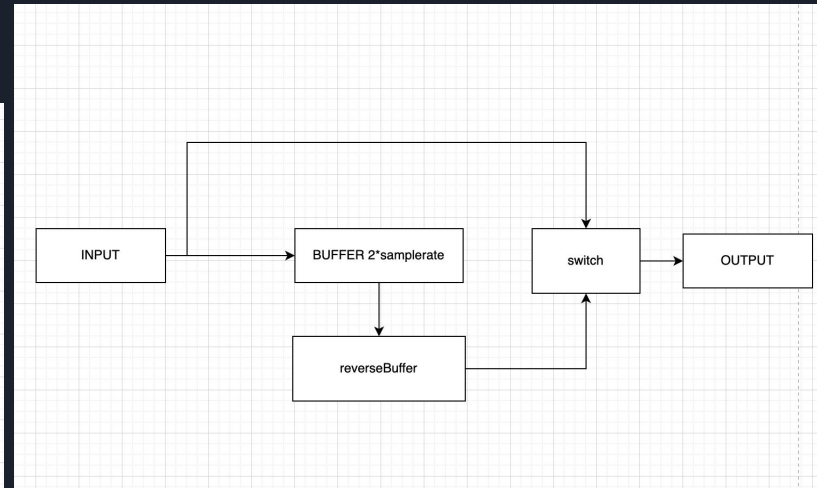 INPUT
BUFFER 2*samplerate
switch
OUTPUT
reverseBuffer